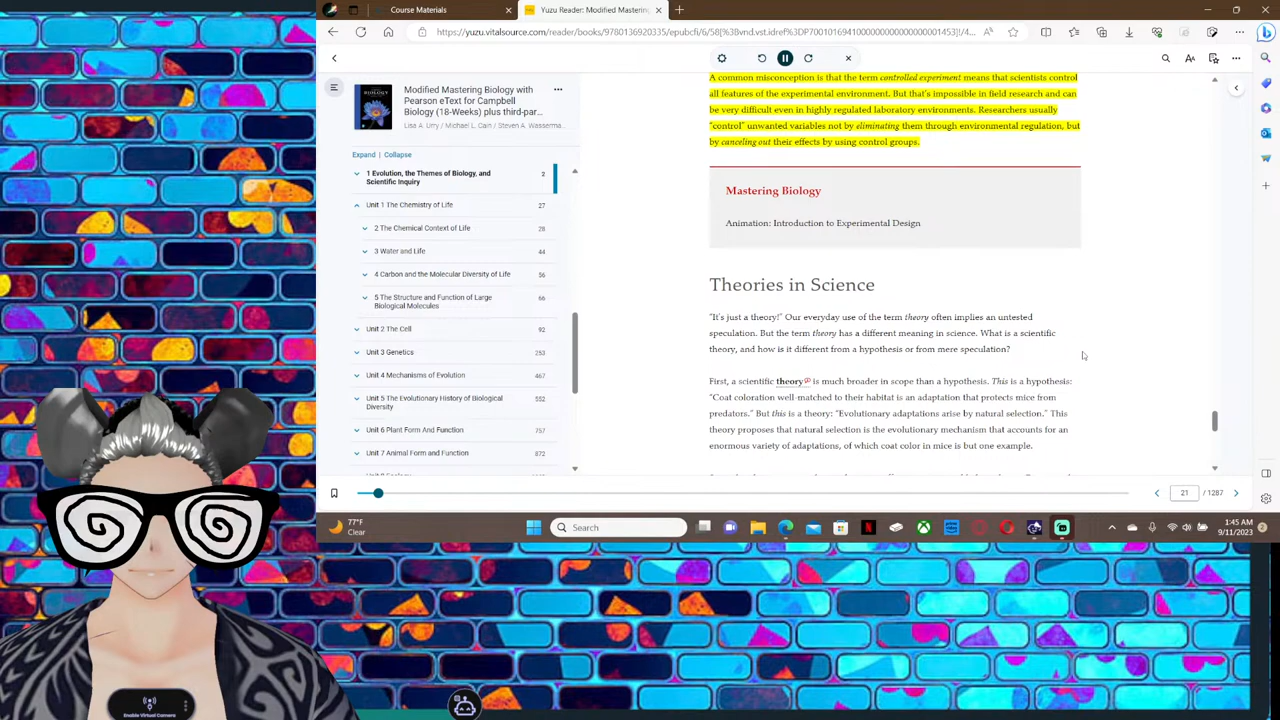 Course Materials
Yuzu Reader: Modified Mastering
https://yuzu.vitalsource.com/reader/books/9780136920335/epubcfi/6/58[%3Bvnd.vst.idref%3DP70010169410000000000000000001453]!/4...
Modified Mastering Biology with
Pearson eText for Campbell
Biology (18-Weeks) plus third-par...
Lisa A. Urry / Michael L. Cain / Steven A. Wasserma...
Expand | Collapse
1 Evolution, the Themes of Biology, and
Scientific Inquiry 2
Unit 1 The Chemistry of Life 27
2 The Chemical Context of Life 28
3 Water and Life 44
4 Carbon and the Molecular Diversity of Life 56
5 The Structure and Function of Large
Biological Molecules 66
Unit 2 The Cell 92
Unit 3 Genetics 253
Unit 4 Mechanisms of Evolution 467
Unit 5 The Evolutionary History of Biological
Diversity 552
Unit 6 Plant Form And Function 757
Unit 7 Animal Form and Function 872
A common misconception is that the term controlled experiment means that scientists control
all features of the experimental environment. But that's impossible in field research and can
be very difficult even in highly regulated laboratory environments. Researchers usually
"control" unwanted variables not by eliminating them through environmental regulation, but
by canceling out their effects by using control groups.
Mastering Biology
Animation: Introduction to Experimental Design
Theories in Science
"It's just a theory!" Our everyday use of the term theory often implies an untested
speculation. But the term theory has a different meaning in science. What is a scientific
theory, and how is it different from a hypothesis or from mere speculation?
First, a scientific theory is much broader in scope than a hypothesis. This is a hypothesis:
"Coat coloration well-matched to their habitat is an adaptation that protects mice from
predators." But this is a theory: "Evolutionary adaptations arise by natural selection." This
theory proposes that natural selection is the evolutionary mechanism that accounts for an
enormous variety of adaptations, of which coat color in mice is but one example.
21 / 1287
77°F
Clear
Search
1:45 AM
9/11/2023
Enable Virtual Camera